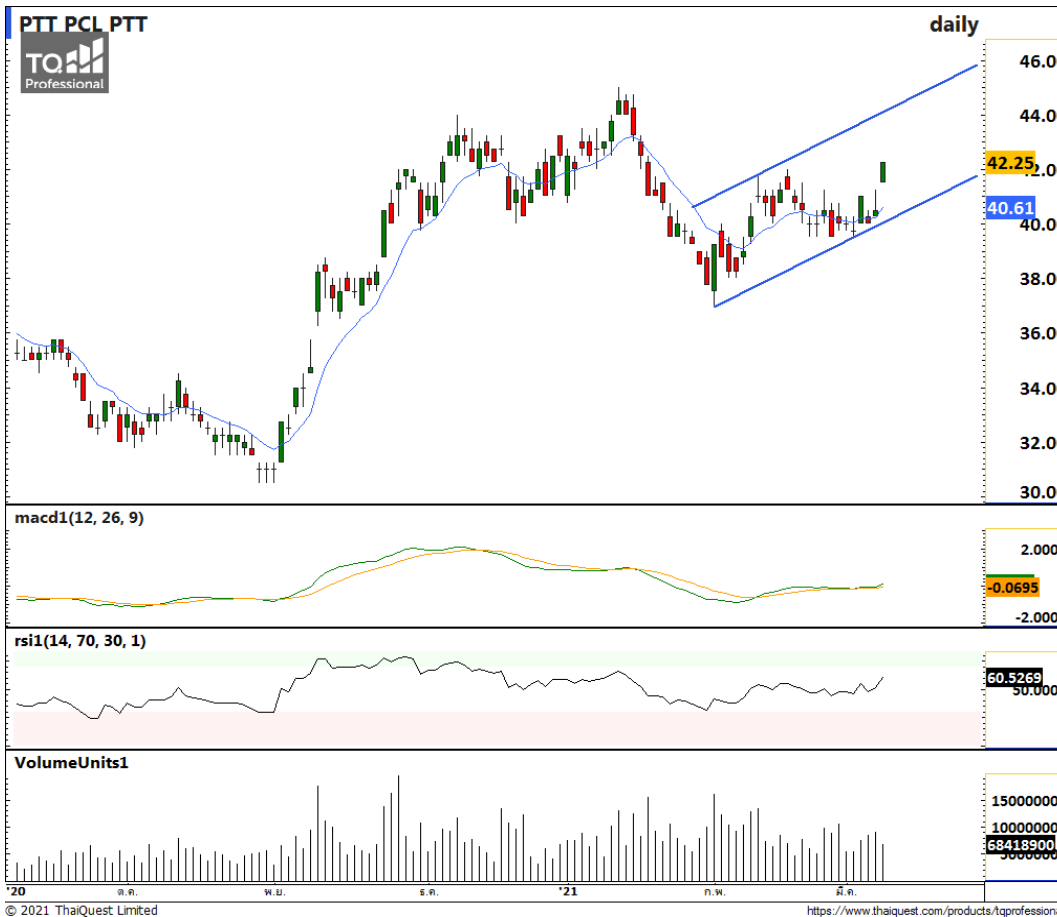 PTT PCL PTT daily
TQ
Professional
46.0
44.0
42.25
42.0
40.61
40.0
38.0
36.0
34.0
32.0
30.0
macd1(12, 26, 9)
2.000
-0.0695
-2.000
rsi1(14, 70, 30, 1)
60.5269
50.000
VolumeUnits1
15000000
10000000
68418900
'20 ต.ค. พ.ย. ธ.ค. '21 ก.พ. มี.ค.
© 2021 ThaiQuest Limited https://www.thaiquest.com/products/tqprofession